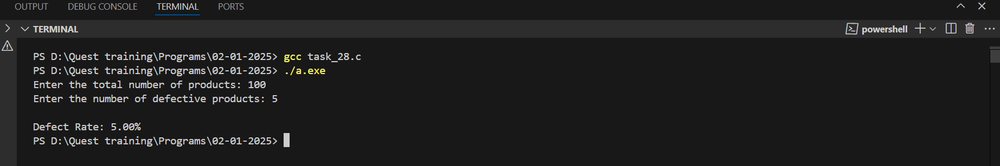 OUTPUT DEBUG CONSOLE TERMINAL PORTS
TERMINAL powershell
PS D:\Quest training\Programs\02-01-2025> gcc task_28.c
PS D:\Quest training\Programs\02-01-2025> ./a.exe
Enter the total number of products: 100
Enter the number of defective products: 5
Defect Rate: 5.00%
PS D:\Quest training\Programs\02-01-2025>